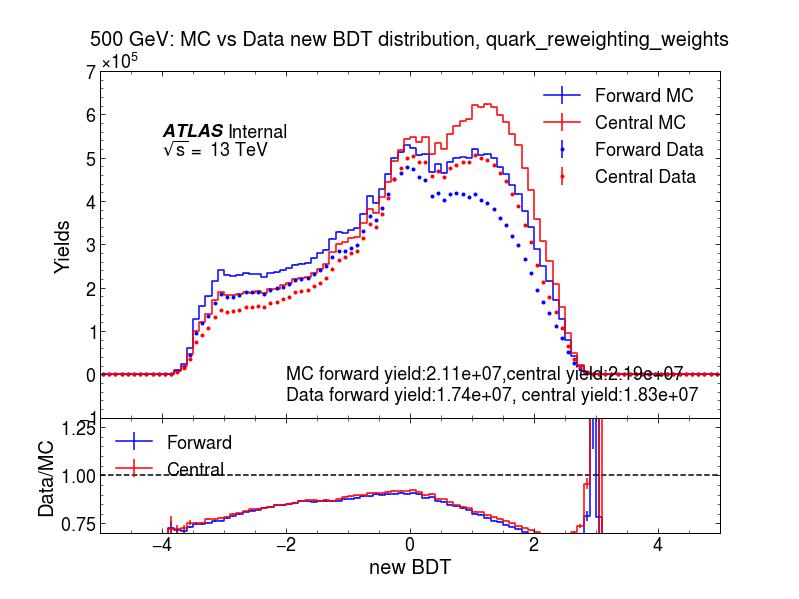 500 GeV: MC vs Data new BDT distribution, quark_reweighting_weights
×10⁵
7
6
5
4
3
2
1
0
−1
Yields
ATLAS Internal
√s = 13 TeV
Forward MC
Central MC
Forward Data
Central Data
MC forward yield:2.11e+07,central yield:2.19e+07
Data forward yield:1.74e+07, central yield:1.83e+07
1.25
1.00
0.75
Data/MC
Forward
Central
−4 −2 0 2 4
new BDT